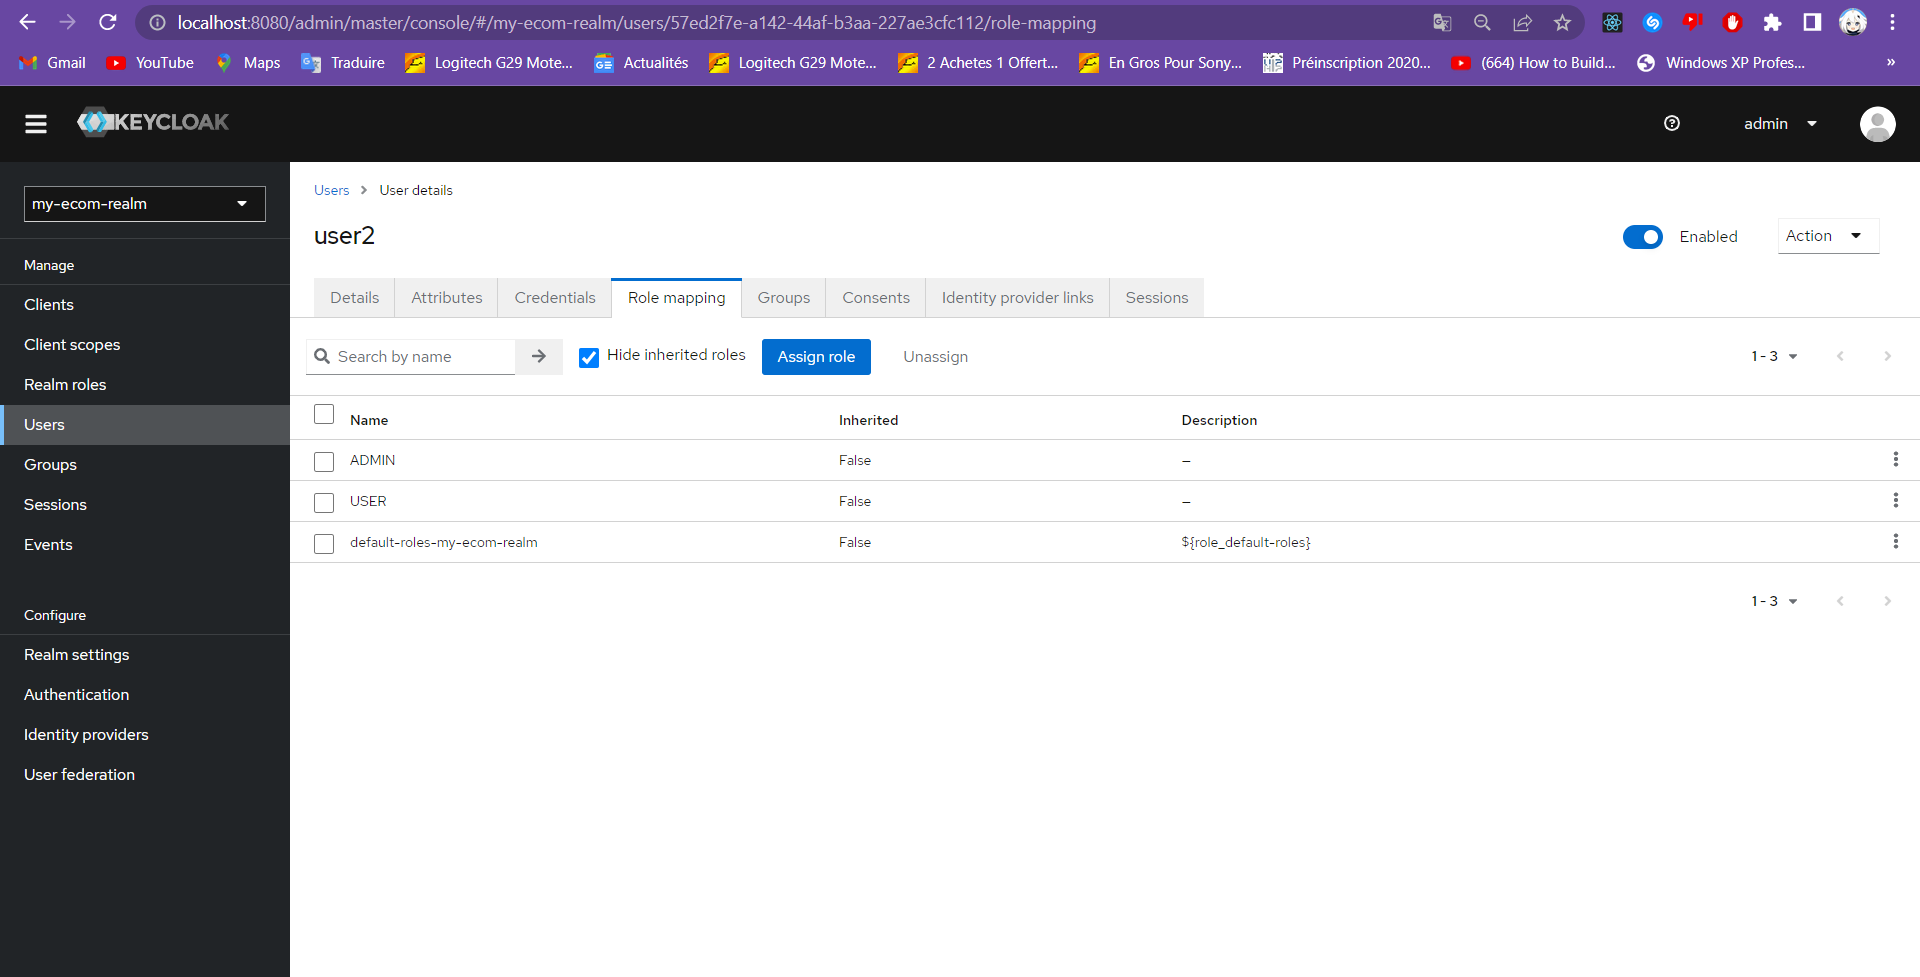 localhost:8080/admin/master/console/#/my-ecom-realm/users/57ed2f7e-a142-44af-b3aa-227ae3cfc112/role-mapping
Gmail YouTube Maps Traduire Logitech G29 Mote... Actualités Logitech G29 Mote... 2 Achetes 1 Offert... En Gros Pour Sony... Préinscription 2020... (664) How to Build... Windows XP Profes... »
KEYCLOAK admin
my-ecom-realm
Manage
Clients
Client scopes
Realm roles
Users
Groups
Sessions
Events
Configure
Realm settings
Authentication
Identity providers
User federation
Users > User details
user2
Enabled Action
Details Attributes Credentials Role mapping Groups Consents Identity provider links Sessions
Search by name Hide inherited roles Assign role Unassign 1 - 3
Name Inherited Description
ADMIN False –
USER False –
default-roles-my-ecom-realm False ${role_default-roles}
1 - 3